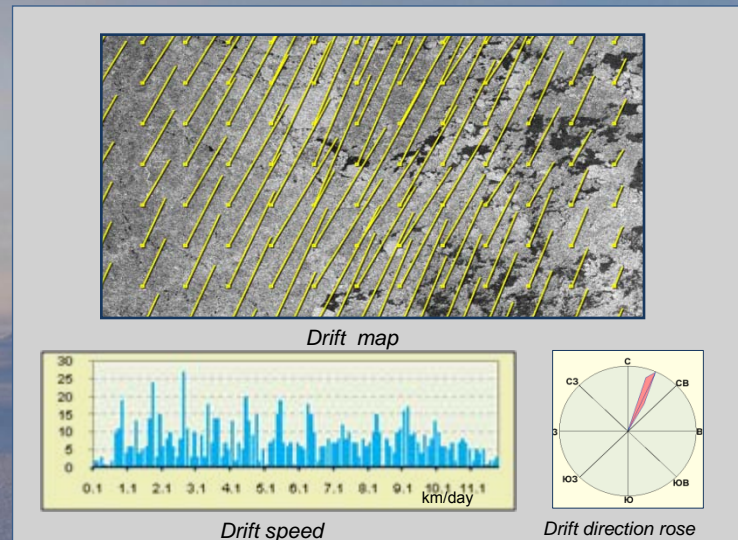 Drift map
30
25
20
15
10
5
0
0.1 1.1 2.1 3.1 4.1 5.1 6.1 7.1 8.1 9.1 10.1 11.1
km/day
Drift speed
С
СЗ СВ
З В
ЮЗ ЮВ
Ю
Drift direction rose